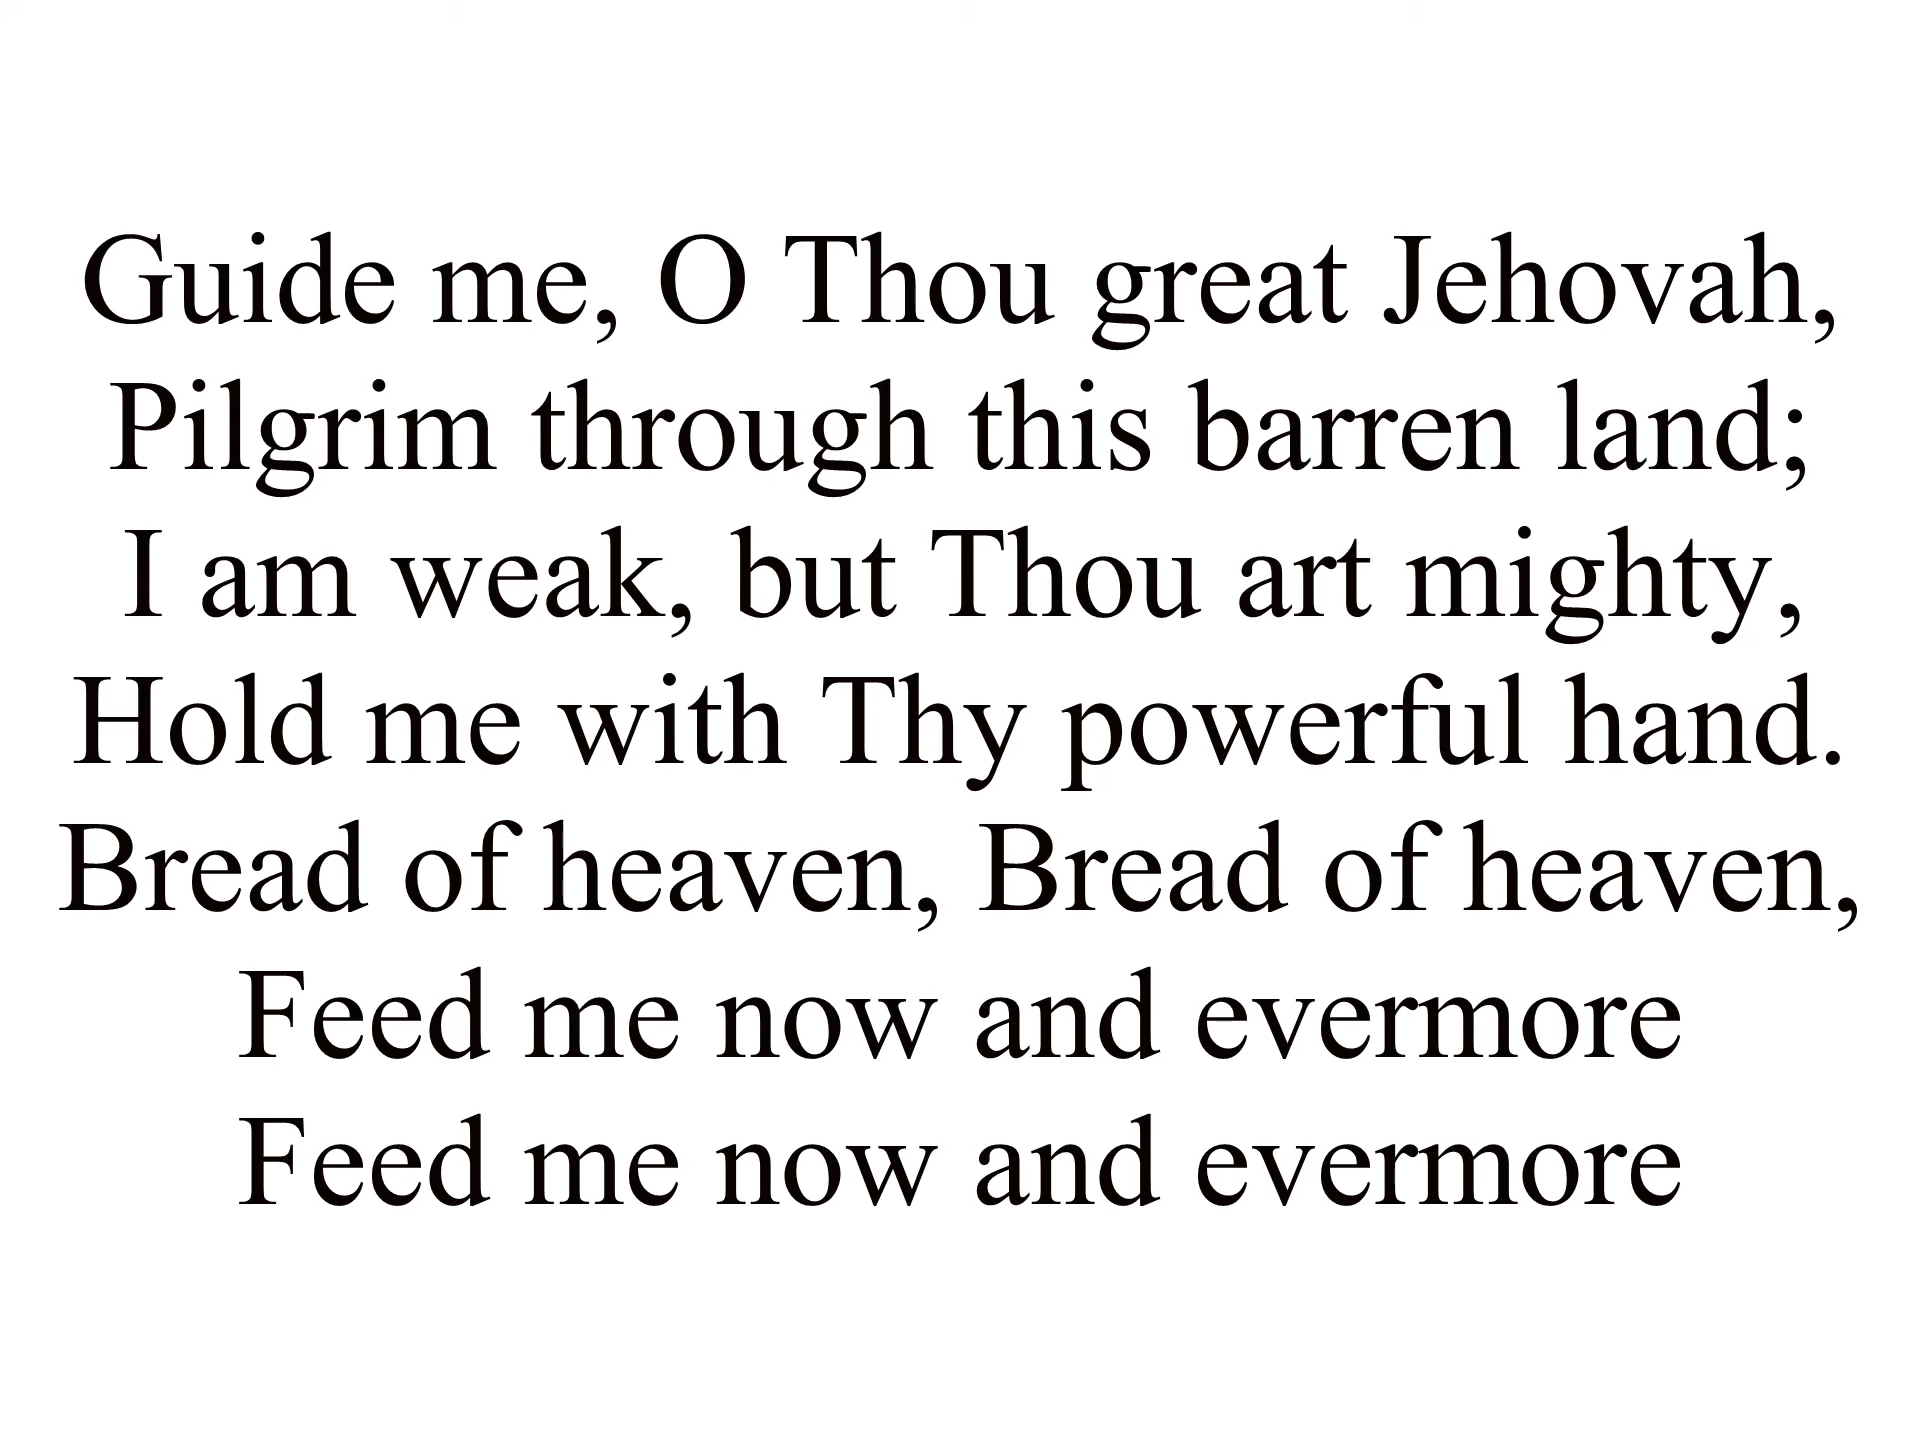 Guide me, O Thou great Jehovah,
Pilgrim through this barren land;
I am weak, but Thou art mighty,
Hold me with Thy powerful hand.
Bread of heaven, Bread of heaven,
Feed me now and evermore
Feed me now and evermore